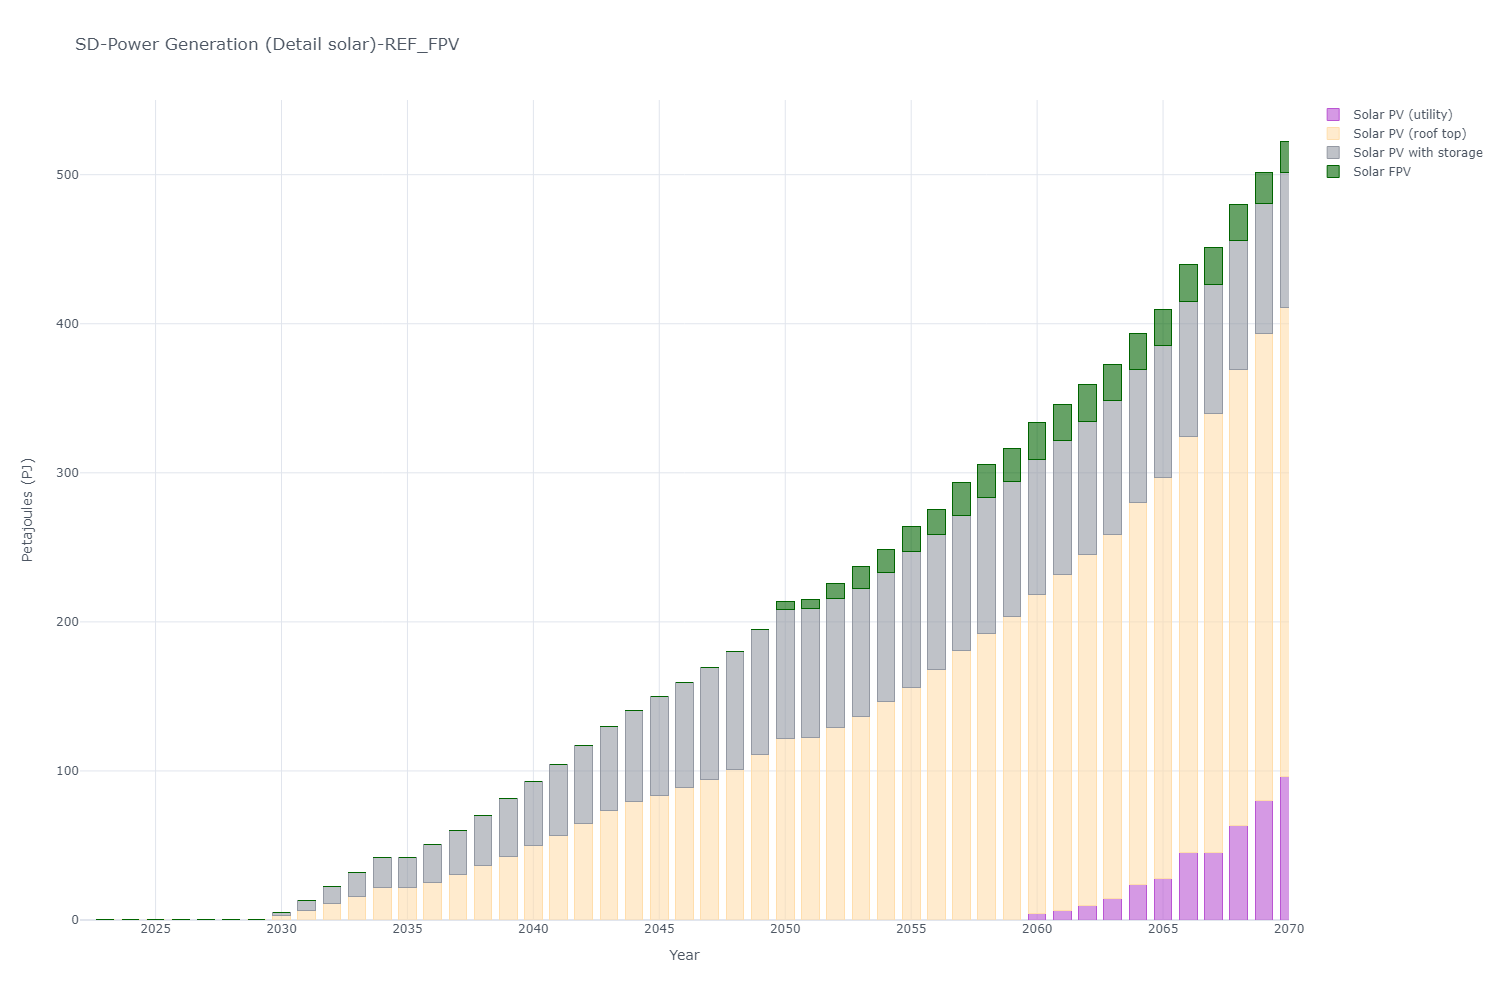 SD-Power Generation (Detail solar)-REF_FPV
Solar PV (utility)
Solar PV (roof top)
Solar PV with storage
Solar FPV
500
400
300
200
100
0
Petajoules (PJ)
2025
2030
2035
2040
2045
2050
2055
2060
2065
2070
Year